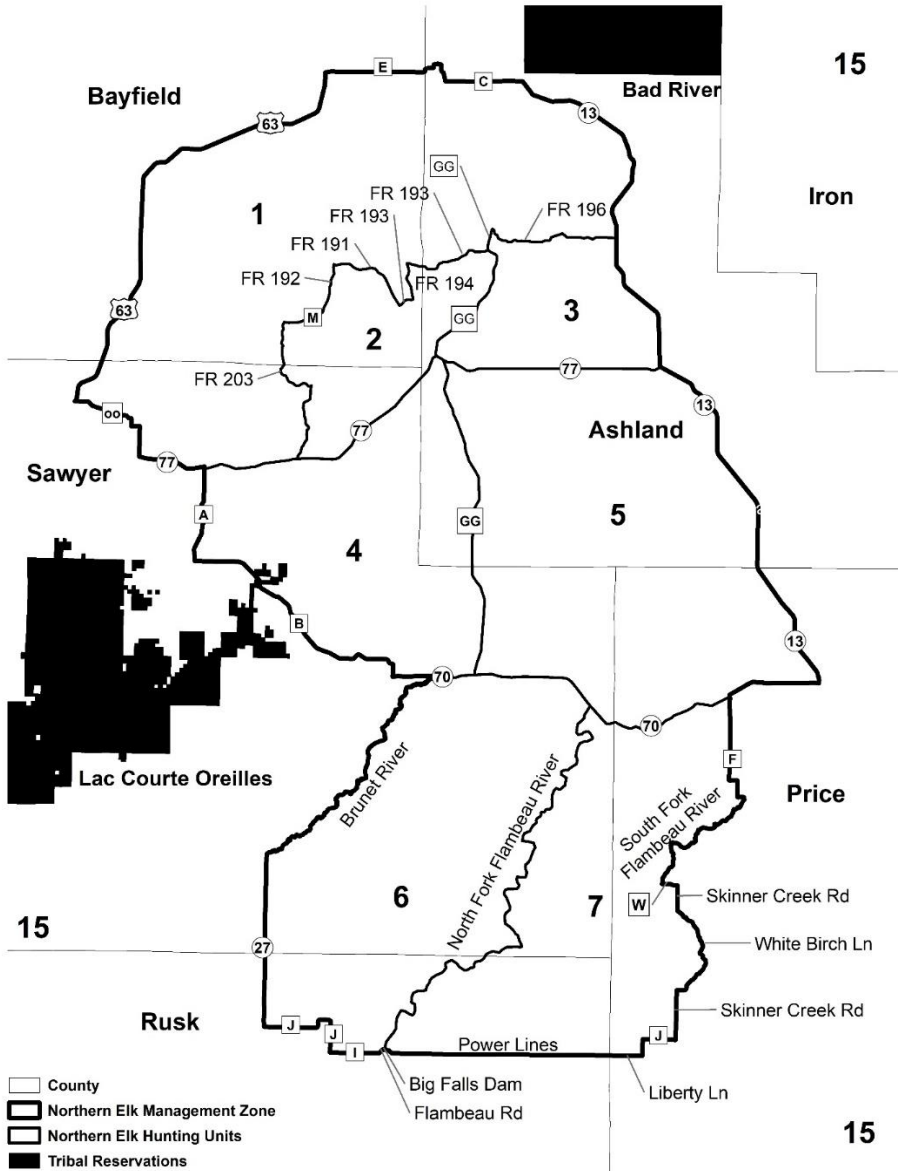 15
E
Bayfield
C
Bad River
63
13
GG
Iron
FR 193
FR 196
1
FR 193
FR 191
FR 192
FR 194
63
M
GG
3
2
FR 203
77
13
oo
77
Ashland
77
Sawyer
A
GG
5
4
B
13
70
70
Lac Courte Oreilles
Brunet River
North Fork Flambeau River
F
South Fork
Flambeau River
Price
6
7
W
Skinner Creek Rd
15
27
White Birch Ln
Rusk
J
J
Skinner Creek Rd
I
Power Lines
J
Big Falls Dam
Liberty Ln
Flambeau Rd
County
Northern Elk Management Zone
Northern Elk Hunting Units
Tribal Reservations
15